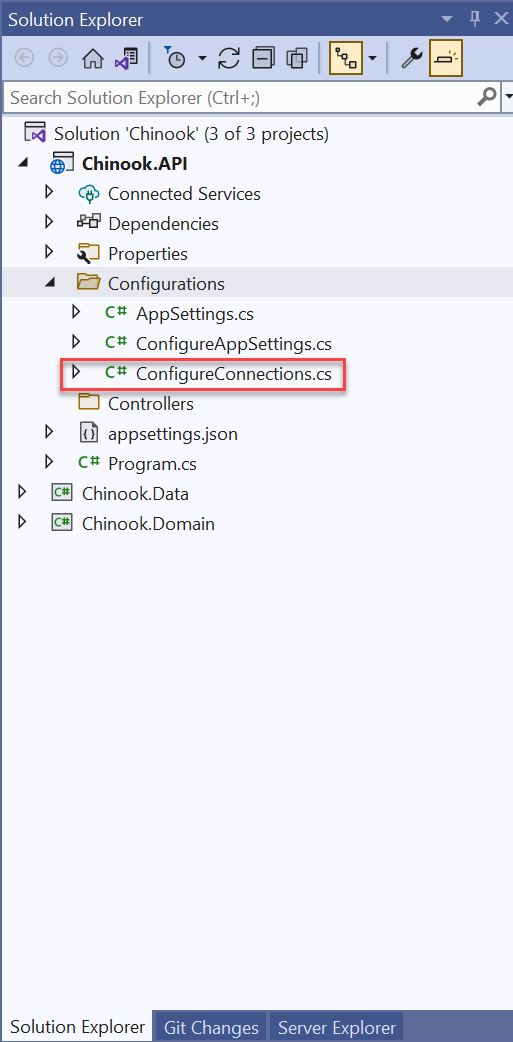 Solution Explorer
Search Solution Explorer (Ctrl+;)
Solution 'Chinook' (3 of 3 projects)
Chinook.API
Connected Services
Dependencies
Properties
Configurations
C# AppSettings.cs
C# ConfigureAppSettings.cs
C# ConfigureConnections.cs
Controllers
appsettings.json
C# Program.cs
C# Chinook.Data
C# Chinook.Domain
Solution Explorer Git Changes Server Explorer